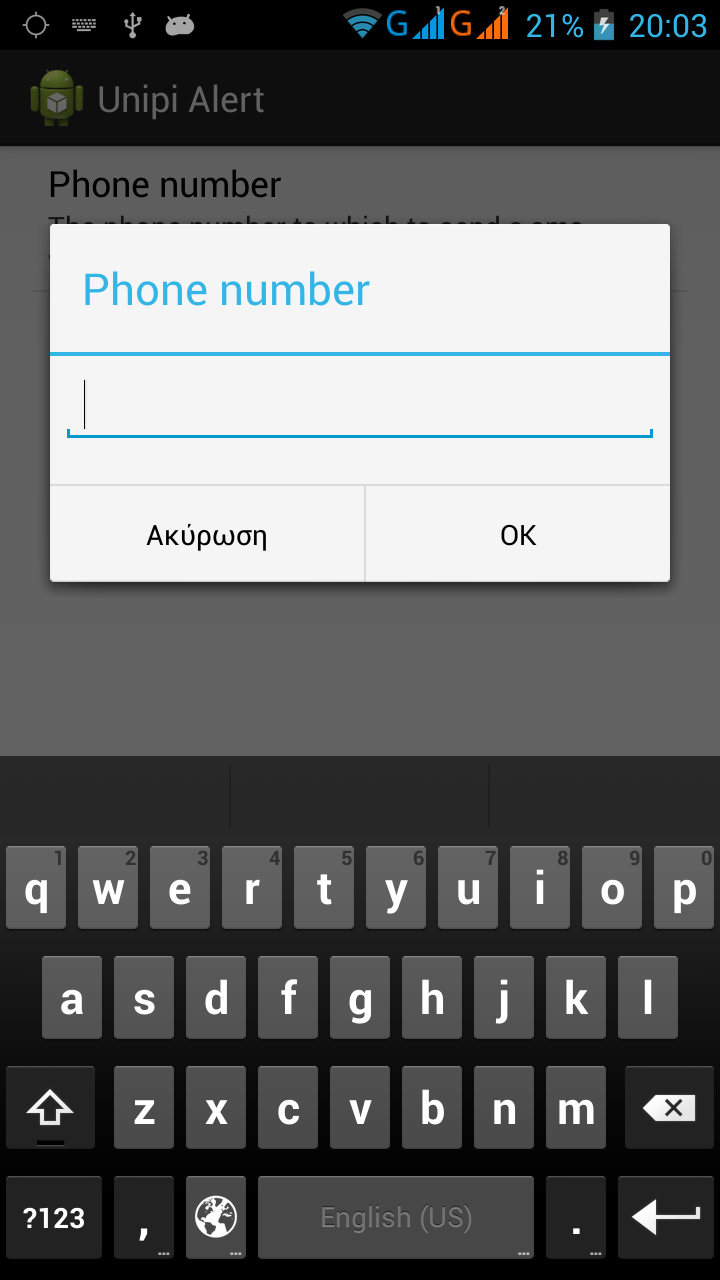 G 1 G 2 21% 20:03
Unipi Alert
Phone number
The phone number to which to send a sms
Phone number
Ακύρωση OK
1 2 3 4 5 6 7 8 9 0
q w e r t y u i o p
a s d f g h j k l
z x c v b n m
?123 , English (US) .